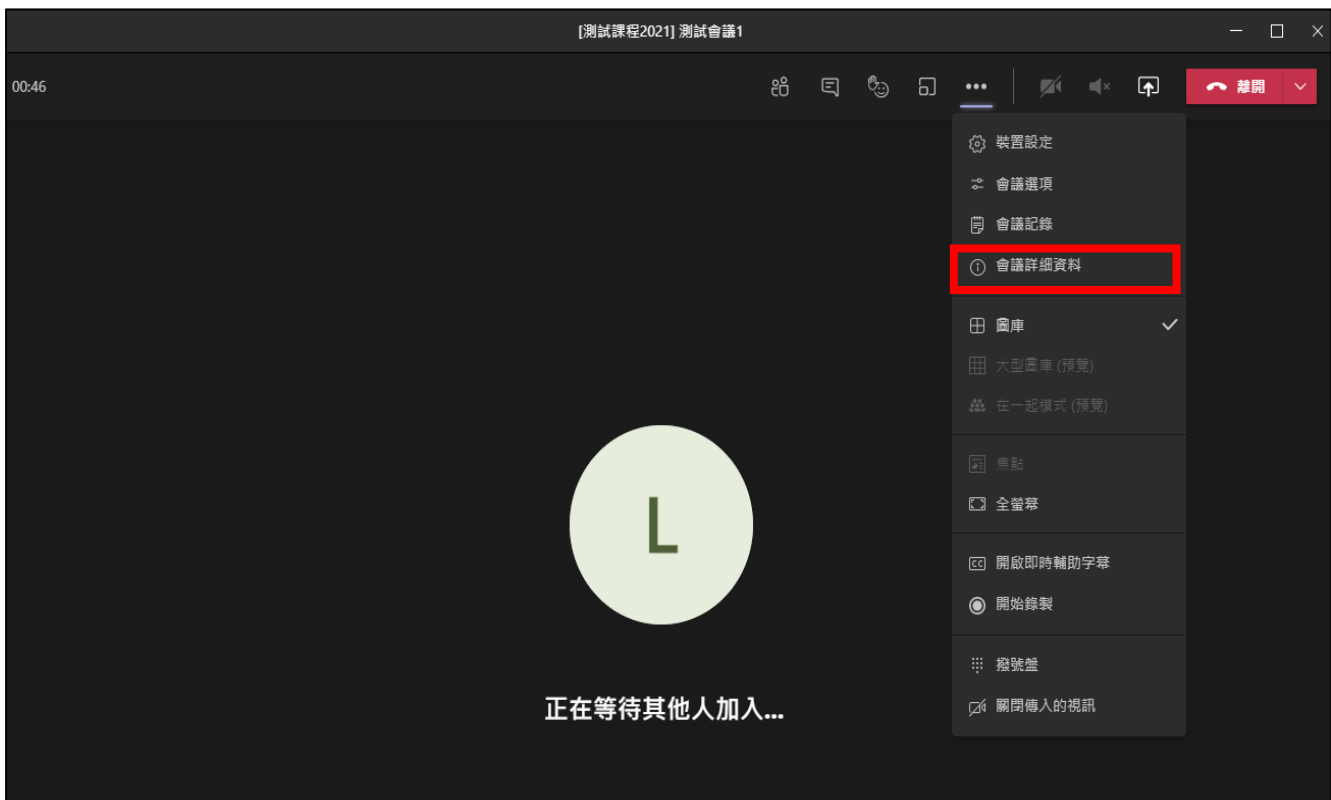 [測試課程2021] 測試會議1
00:46
離開
裝置設定
會議選項
會議記錄
會議詳細資料
圖庫
大型圖庫 (預覽)
在一起模式 (預覽)
焦點
全螢幕
CC 開啟即時輔助字幕
開始錄製
撥號盤
關閉傳入的視訊
L
正在等待其他人加入...